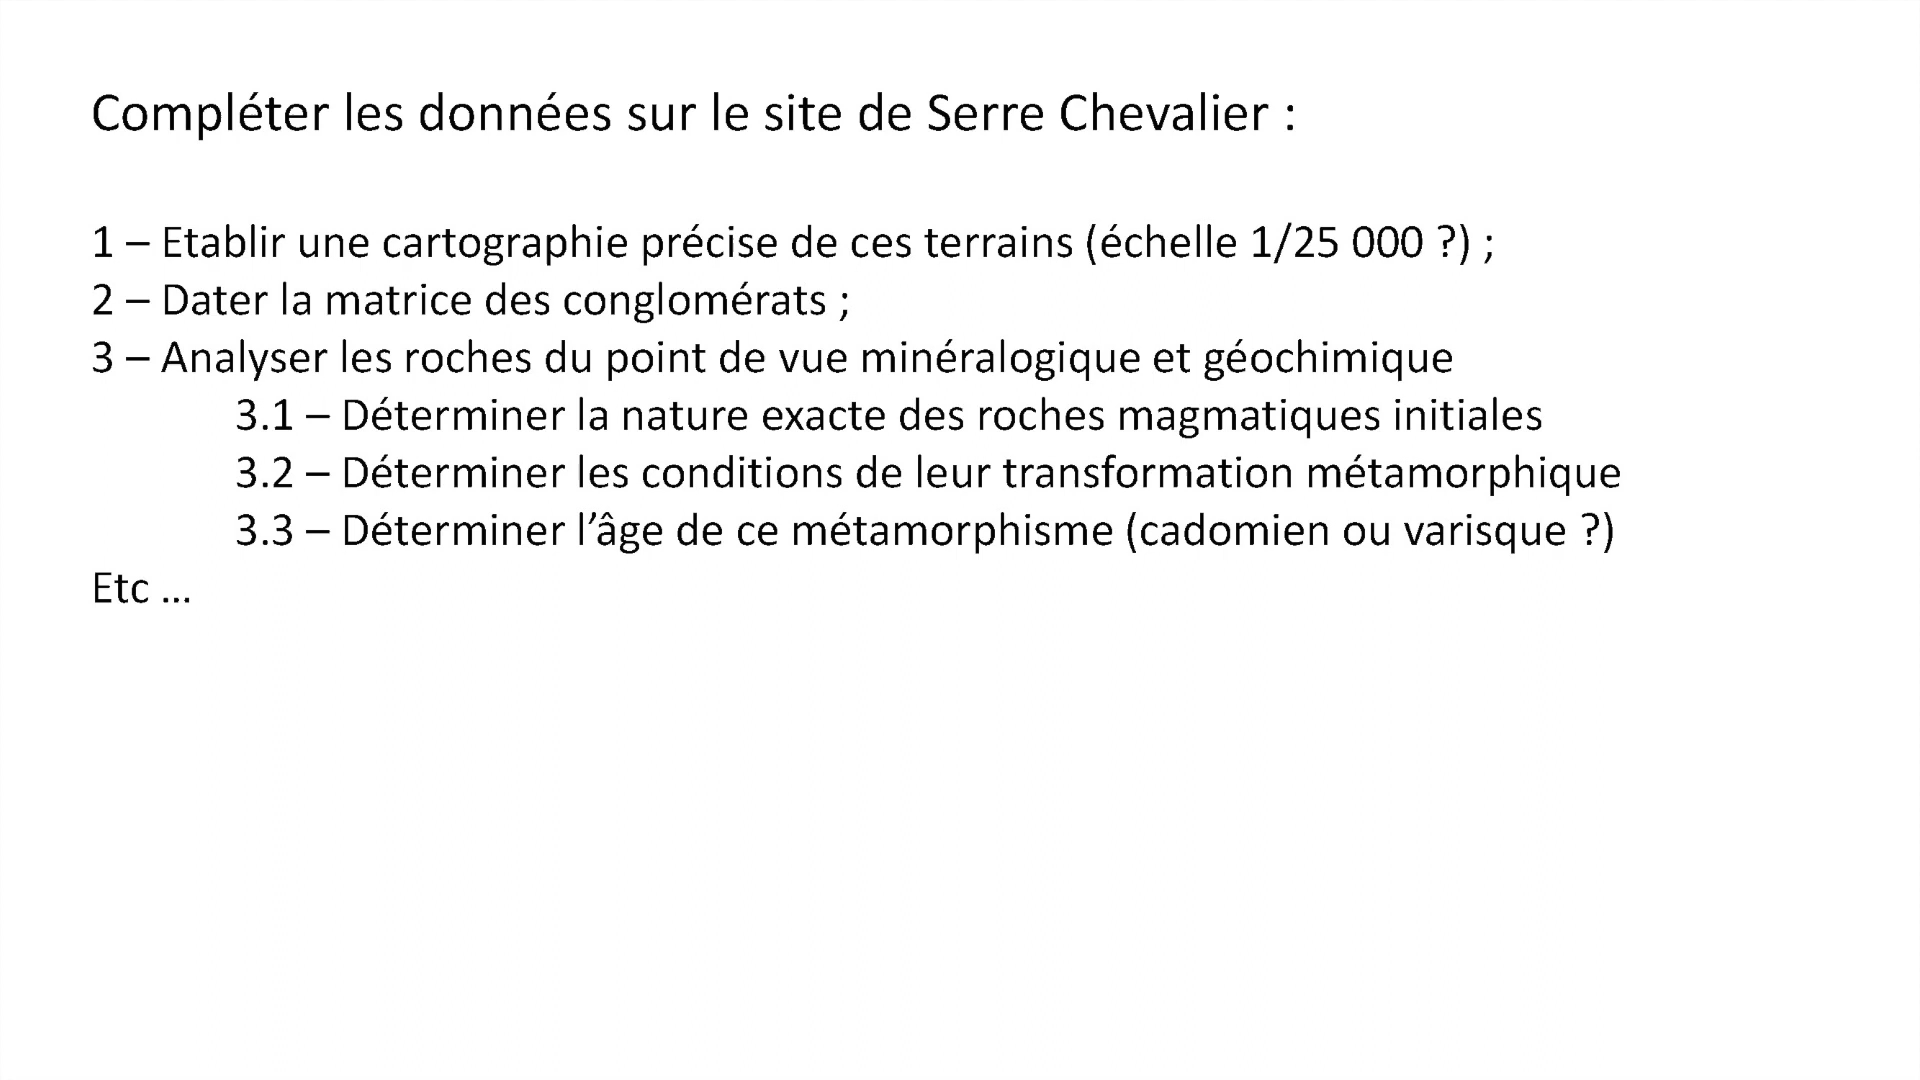 Compléter les données sur le site de Serre Chevalier :
1 – Etablir une cartographie précise de ces terrains (échelle 1/25 000 ?) ;
2 – Dater la matrice des conglomérats ;
3 – Analyser les roches du point de vue minéralogique et géochimique
3.1 – Déterminer la nature exacte des roches magmatiques initiales
3.2 – Déterminer les conditions de leur transformation métamorphique
3.3 – Déterminer l’âge de ce métamorphisme (cadomien ou varisque ?)
Etc …